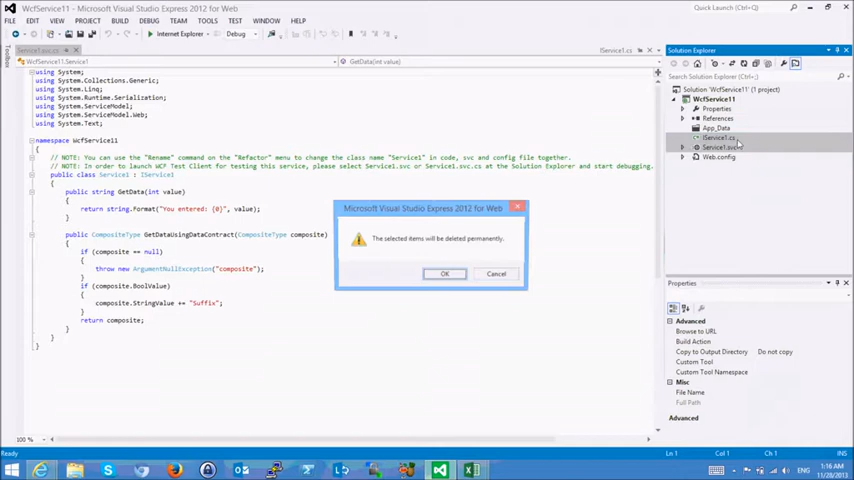 WcfService11 - Microsoft Visual Studio Express 2012 for Web
Quick Launch (Ctrl+Q)
FILE EDIT VIEW PROJECT BUILD DEBUG TEAM TOOLS TEST WINDOW HELP
Internet Explorer
Debug
Toolbox
Service1.svc.cs
IService1.cs
WcfService11.Service1
GetData(int value)
using System;
using System.Collections.Generic;
using System.Linq;
using System.Runtime.Serialization;
using System.ServiceModel;
using System.ServiceModel.Web;
using System.Text;
namespace WcfService11
{
// NOTE: You can use the "Rename" command on the "Refactor" menu to change the class name "Service1" in code, svc and config file together.
// NOTE: In order to launch WCF Test Client for testing this service, please select Service1.svc or Service1.svc.cs at the Solution Explorer and start debugging.
public class Service1 : IService1
{
public string GetData(int value)
{
return string.Format("You entered: {0}", value);
}
public CompositeType GetDataUsingDataContract(CompositeType composite)
{
if (composite == null)
{
throw new ArgumentNullException("composite");
}
if (composite.BoolValue)
{
composite.StringValue += "Suffix";
}
return composite;
}
}
}
100 %
Microsoft Visual Studio Express 2012 for Web
The selected items will be deleted permanently.
OK
Cancel
Solution Explorer
Search Solution Explorer (Ctrl+;)
Solution 'WcfService11' (1 project)
WcfService11
Properties
References
App_Data
IService1.cs
Service1.svc
Web.config
Properties
Advanced
Browse to URL
Build Action
Copy to Output Directory Do not copy
Custom Tool
Custom Tool Namespace
Misc
File Name
Full Path
Advanced
Ready
Ln 1
Col 1
Ch 1
INS
ENG
1:16 AM
11/28/2013